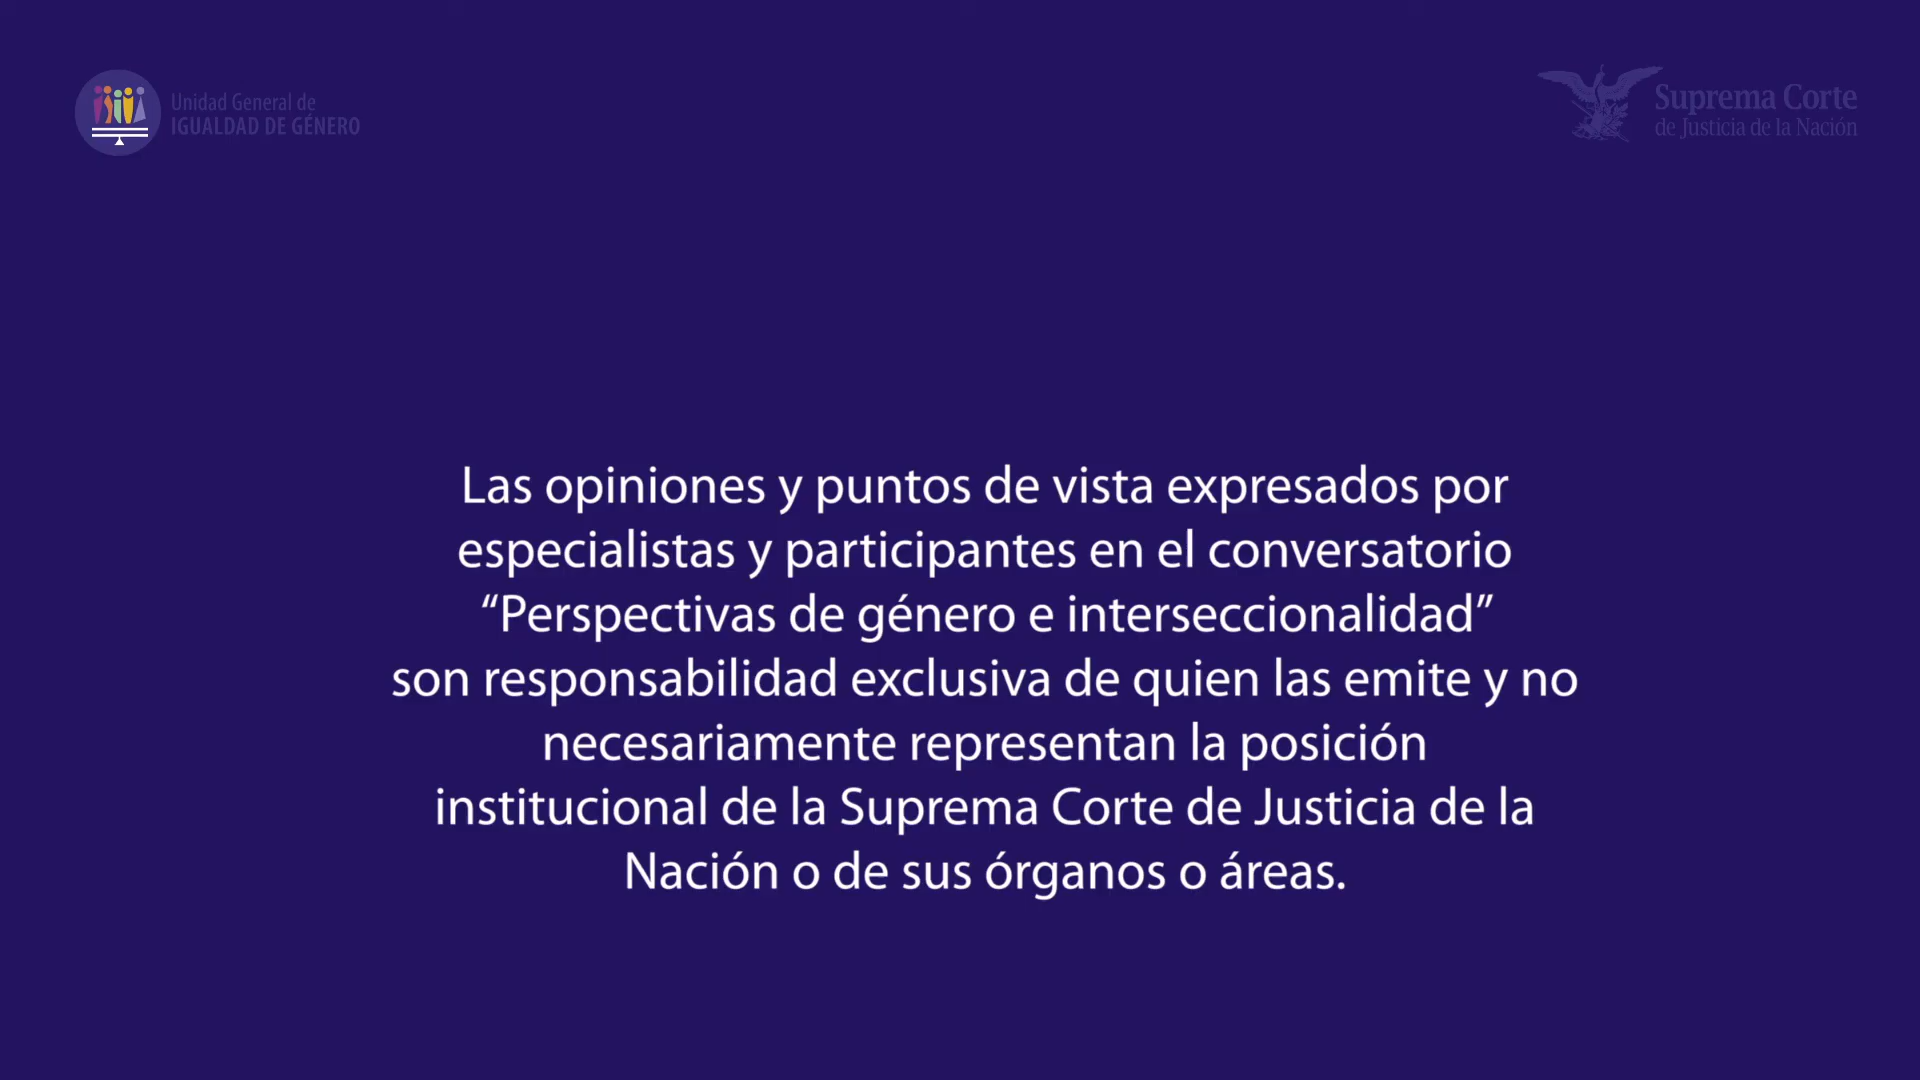 Unidad General de
IGUALDAD DE GÉNERO
Suprema Corte
de Justicia de la Nación
Las opiniones y puntos de vista expresados por
especialistas y participantes en el conversatorio
“Perspectivas de género e interseccionalidad”
son responsabilidad exclusiva de quien las emite y no
necesariamente representan la posición
institucional de la Suprema Corte de Justicia de la
Nación o de sus órganos o áreas.